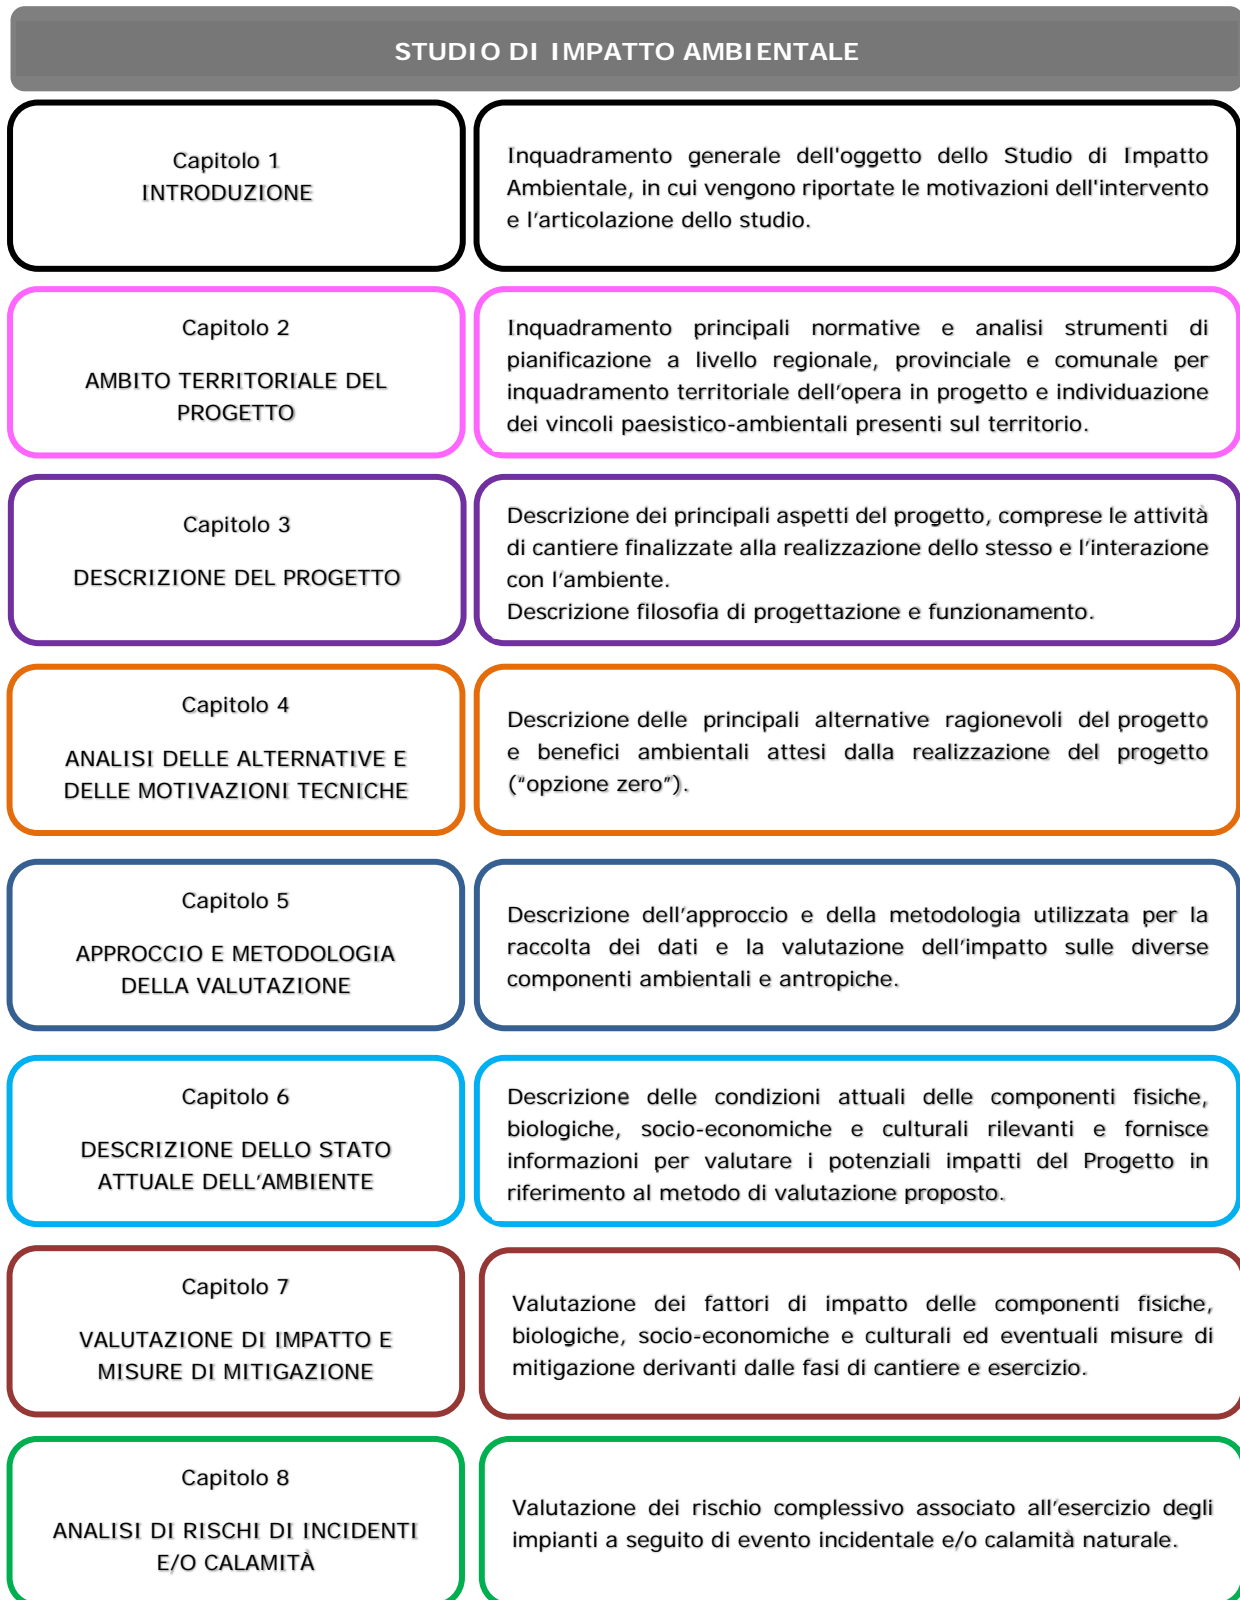 STUDIO DI IMPATTO AMBIENTALE
Capitolo 1
INTRODUZIONE
Inquadramento generale dell'oggetto dello Studio di Impatto
Ambientale, in cui vengono riportate le motivazioni dell'intervento
e l’articolazione dello studio.
Capitolo 2
AMBITO TERRITORIALE DEL
PROGETTO
Inquadramento principali normative e analisi strumenti di
pianificazione a livello regionale, provinciale e comunale per
inquadramento territoriale dell’opera in progetto e individuazione
dei vincoli paesistico-ambientali presenti sul territorio.
Capitolo 3
DESCRIZIONE DEL PROGETTO
Descrizione dei principali aspetti del progetto, comprese le attività
di cantiere finalizzate alla realizzazione dello stesso e l’interazione
con l’ambiente.
Descrizione filosofia di progettazione e funzionamento.
Capitolo 4
ANALISI DELLE ALTERNATIVE E
DELLE MOTIVAZIONI TECNICHE
Descrizione delle principali alternative ragionevoli del progetto
e benefici ambientali attesi dalla realizzazione del progetto
(“opzione zero”).
Capitolo 5
APPROCCIO E METODOLOGIA
DELLA VALUTAZIONE
Descrizione dell’approccio e della metodologia utilizzata per la
raccolta dei dati e la valutazione dell’impatto sulle diverse
componenti ambientali e antropiche.
Capitolo 6
DESCRIZIONE DELLO STATO
ATTUALE DELL’AMBIENTE
Descrizione delle condizioni attuali delle componenti fisiche,
biologiche, socio-economiche e culturali rilevanti e fornisce
informazioni per valutare i potenziali impatti del Progetto in
riferimento al metodo di valutazione proposto.
Capitolo 7
VALUTAZIONE DI IMPATTO E
MISURE DI MITIGAZIONE
Valutazione dei fattori di impatto delle componenti fisiche,
biologiche, socio-economiche e culturali ed eventuali misure di
mitigazione derivanti dalle fasi di cantiere e esercizio.
Capitolo 8
ANALISI DI RISCHI DI INCIDENTI
E/O CALAMITÀ
Valutazione dei rischio complessivo associato all’esercizio degli
impianti a seguito di evento incidentale e/o calamità naturale.